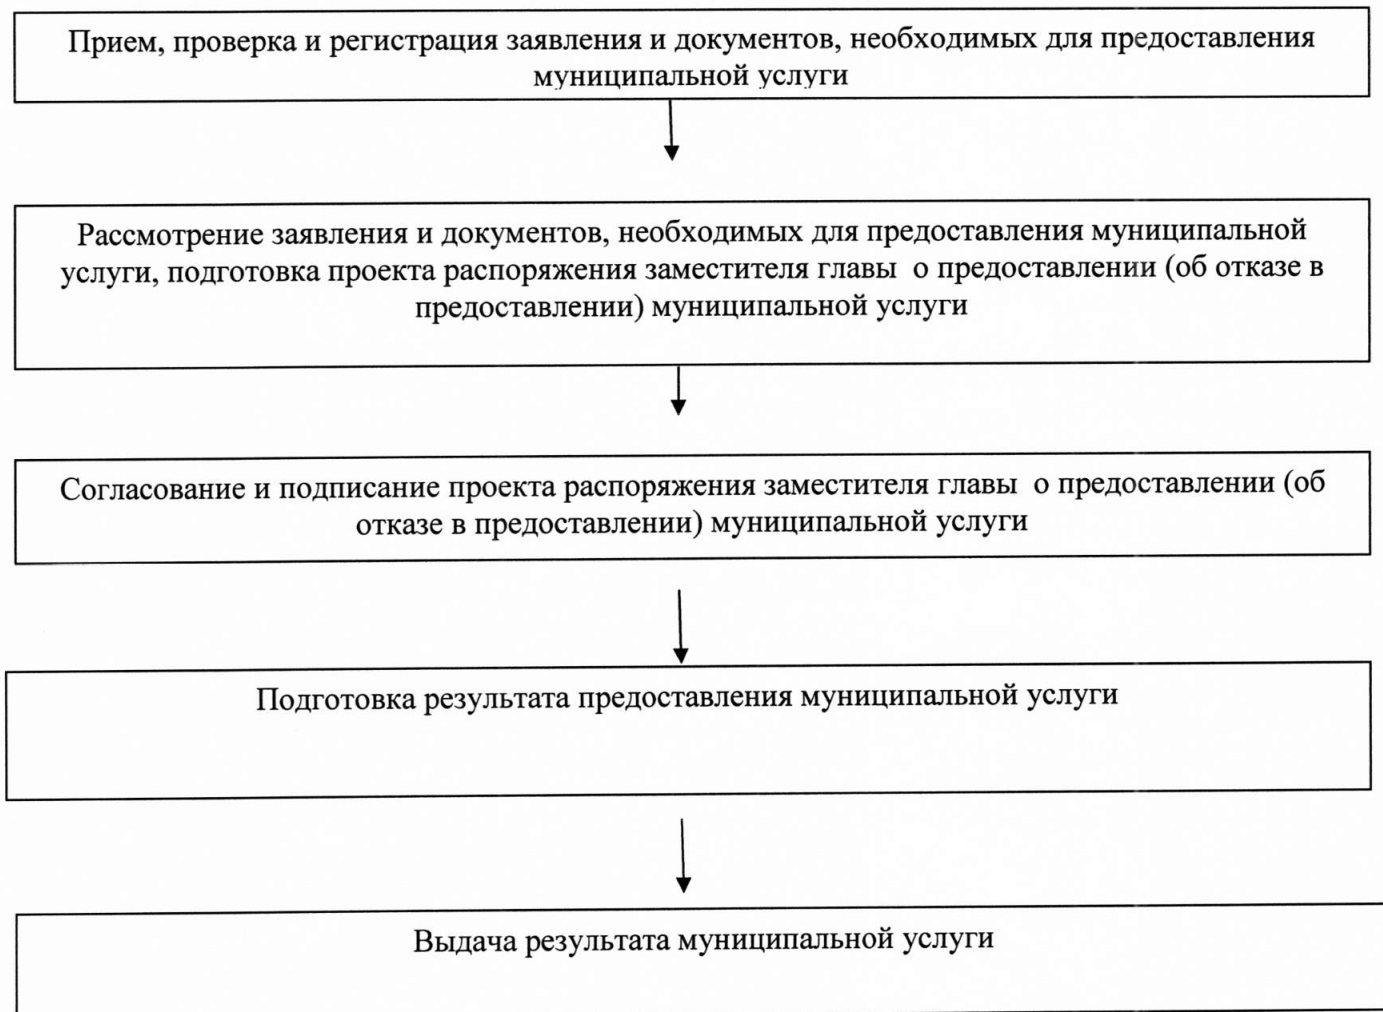 Прием, проверка и регистрация заявления и документов, необходимых для предоставления
муниципальной услуги
Рассмотрение заявления и документов, необходимых для предоставления муниципальной
услуги, подготовка проекта распоряжения заместителя главы о предоставлении (об отказе в
предоставлении) муниципальной услуги
Согласование и подписание проекта распоряжения заместителя главы о предоставлении (об
отказе в предоставлении) муниципальной услуги
Подготовка результата предоставления муниципальной услуги
Выдача результата муниципальной услуги